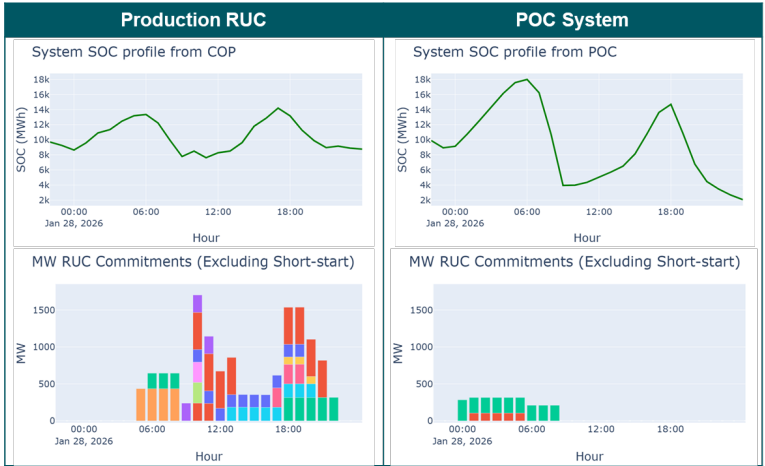 Production RUC
POC System
System SOC profile from COP
18k
16k
14k
12k
10k
8k
6k
4k
2k
SOC (MWh)
00:00
06:00
12:00
18:00
Jan 28, 2026
Hour
System SOC profile from POC
18k
16k
14k
12k
10k
8k
6k
4k
2k
SOC (MWh)
00:00
06:00
12:00
18:00
Jan 28, 2026
Hour
MW RUC Commitments (Excluding Short-start)
1500
1000
500
0
MW
00:00
06:00
12:00
18:00
Jan 28, 2026
Hour
MW RUC Commitments (Excluding Short-start)
1500
1000
500
0
MW
00:00
06:00
12:00
18:00
Jan 28, 2026
Hour